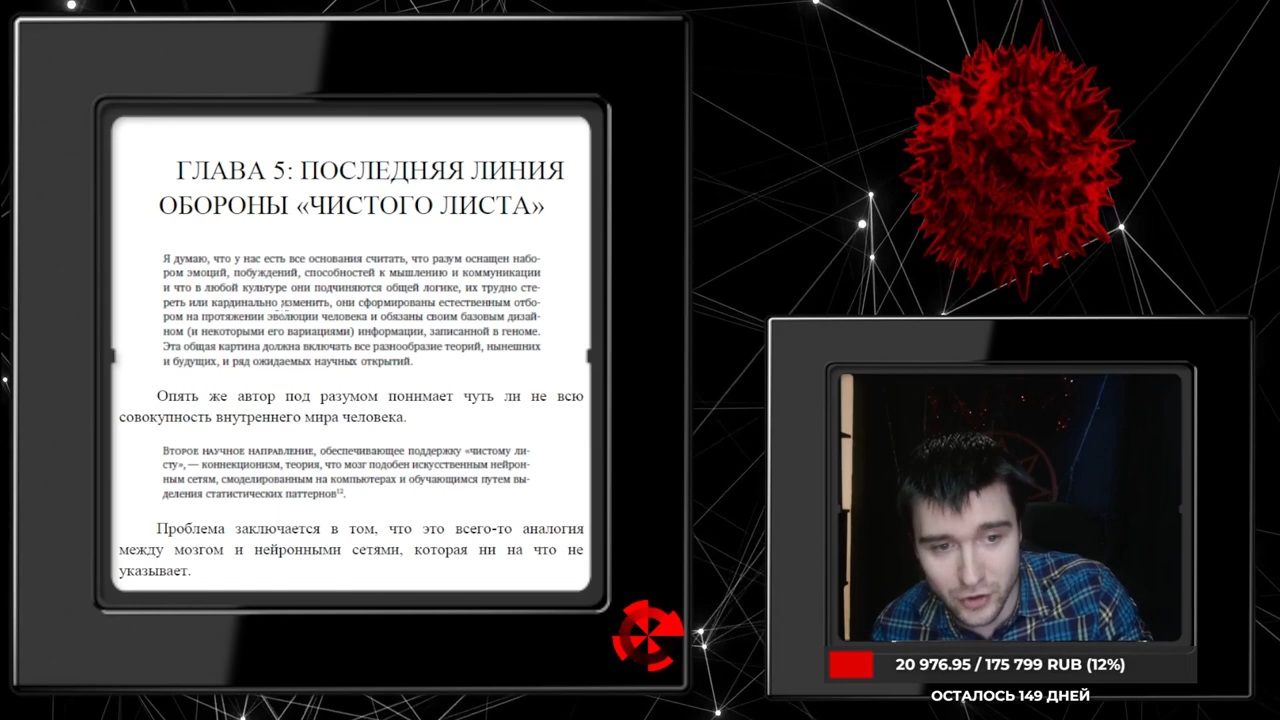 ГЛАВА 5: ПОСЛЕДНЯЯ ЛИНИЯ
ОБОРОНЫ «ЧИСТОГО ЛИСТА»
Я думаю, что у нас есть все основания считать, что разум оснащен набо-
ром эмоций, побуждений, способностей к мышлению и коммуникации
и что в любой культуре они подчиняются общей логике, их трудно сте-
реть или кардинально изменить, они сформированы естественным отбо-
ром на протяжении эволюции человека и обязаны своим базовым дизай-
ном (и некоторыми его вариациями) информации, записанной в геноме.
Эта общая картина должна включать все разнообразие теорий, нынешних
и будущих, и ряд ожидаемых научных открытий.
Опять же автор под разумом понимает чуть ли не всю
совокупность внутреннего мира человека.
Второе научное направление, обеспечивающее поддержку «чистому ли-
сту», — коннекционизм, теория, что мозг подобен искусственным нейрон-
ным сетям, смоделированным на компьютерах и обучающимся путем вы-
деления статистических паттернов12.
Проблема заключается в том, что это всего-то аналогия
между мозгом и нейронными сетями, которая ни на что не
указывает.
20 976.95 / 175 799 RUB (12%)
ОСТАЛОСЬ 149 ДНЕЙ